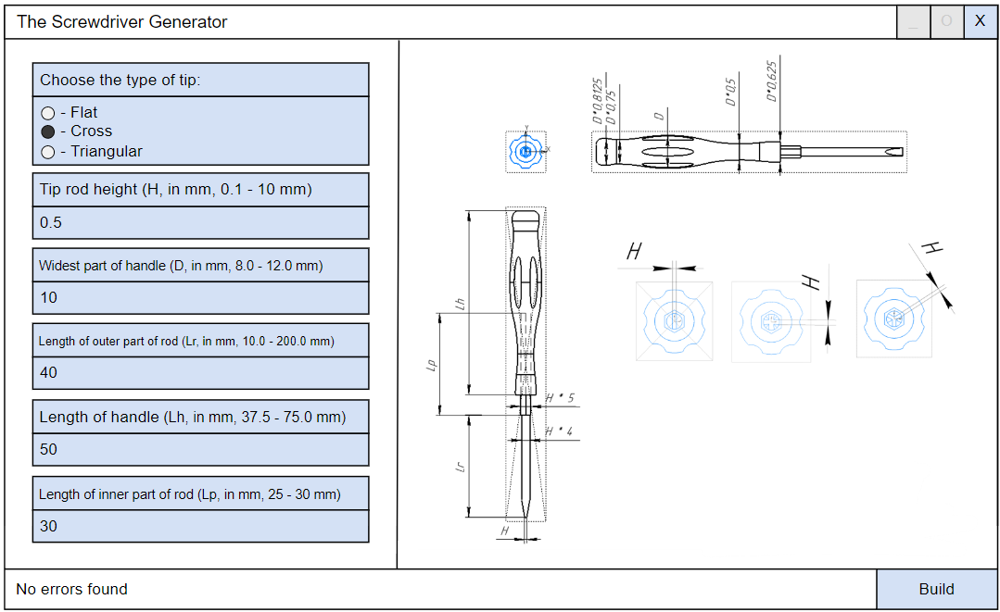 The Screwdriver Generator
_ O X
Choose the type of tip:
- Flat
- Cross
- Triangular
Tip rod height (H, in mm, 0.1 - 10 mm)
0.5
Widest part of handle (D, in mm, 8.0 - 12.0 mm)
10
Length of outer part of rod (Lr, in mm, 10.0 - 200.0 mm)
40
Length of handle (Lh, in mm, 37.5 - 75.0 mm)
50
Length of inner part of rod (Lp, in mm, 25 - 30 mm)
30
D*0,8125
D*0,75
D
D*0,5
D*0,625
Y
X
Lh
Lp
H * 5
H * 4
Lr
H
H
H
H
No errors found
Build